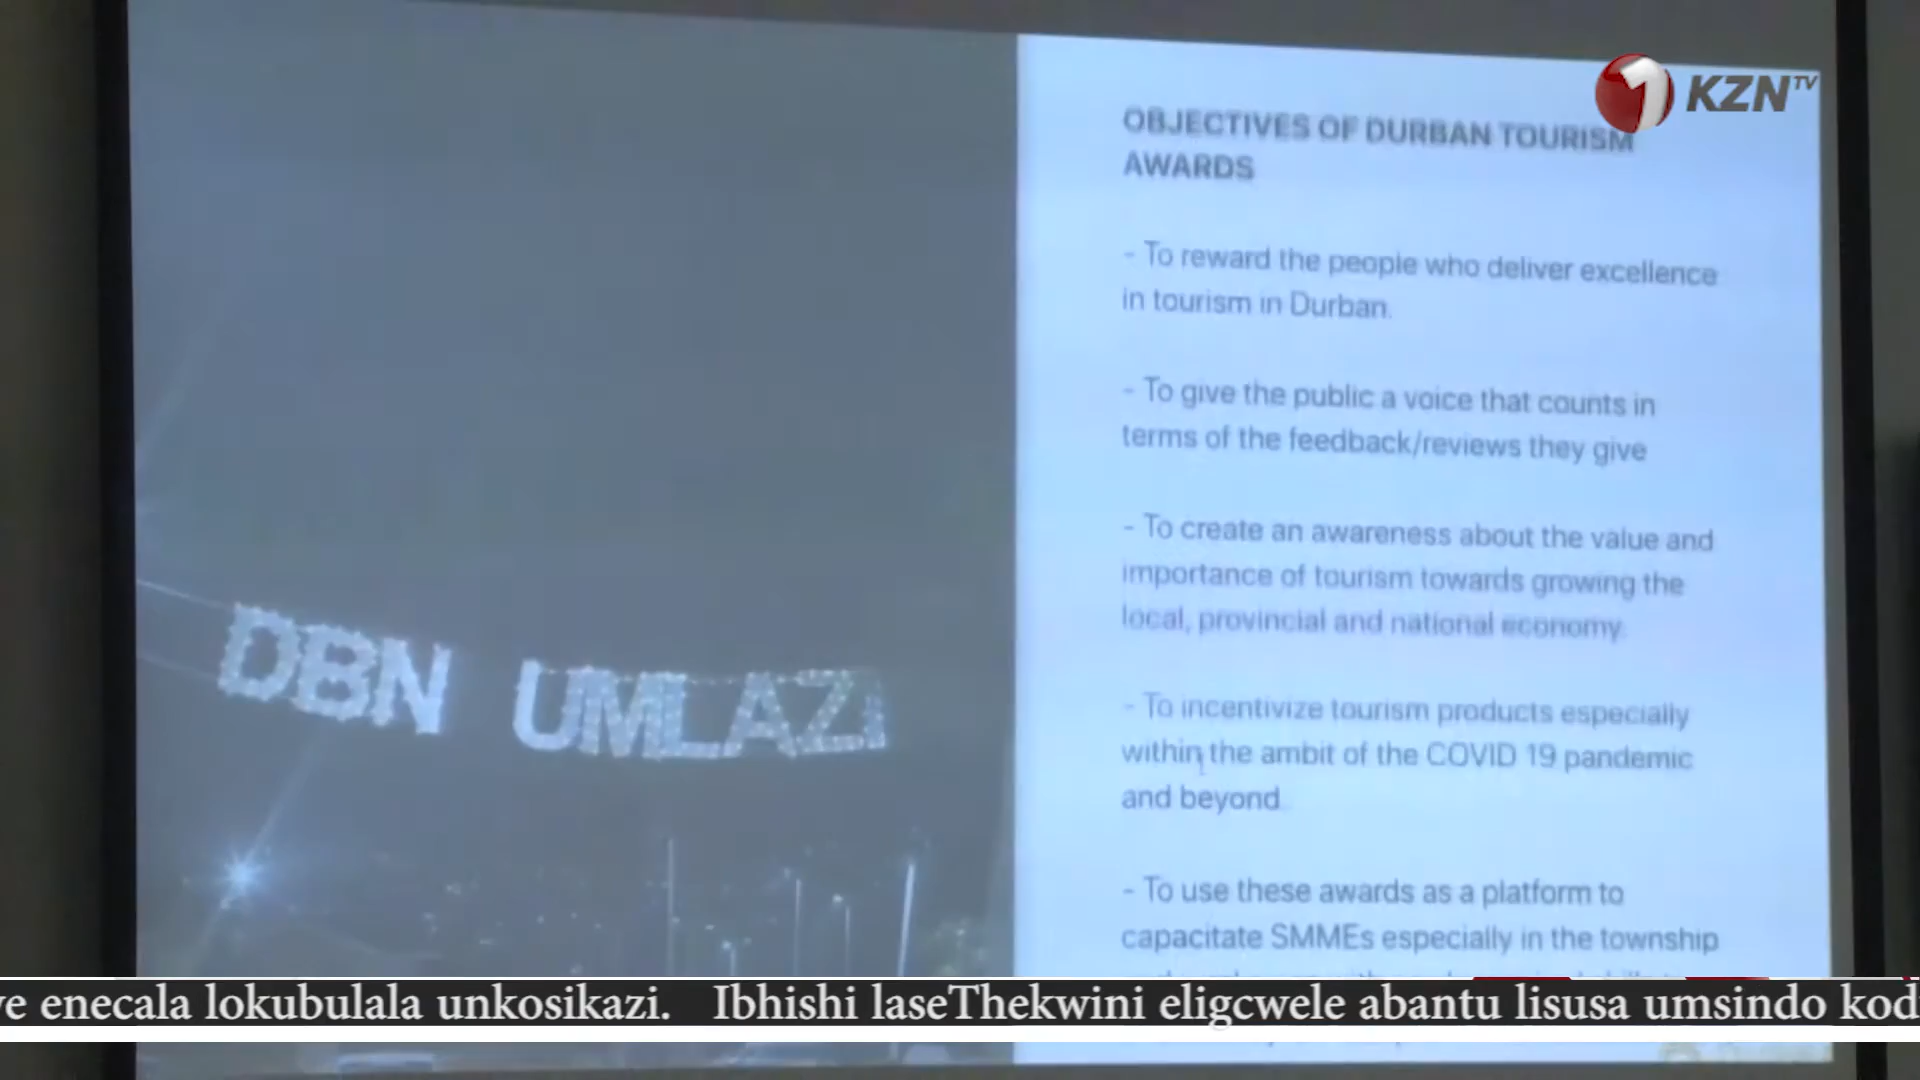 1 KZN TV
OBJECTIVES OF DURBAN TOURISM
AWARDS
- To reward the people who deliver excellence
in tourism in Durban.
- To give the public a voice that counts in
terms of the feedback/reviews they give
- To create an awareness about the value and
importance of tourism towards growing the
local, provincial and national economy.
- To incentivize tourism products especially
within the ambit of the COVID 19 pandemic
and beyond
- To use these awards as a platform to
capacitate SMMEs especially in the township
DBN UMLAZI
enecala lokubulala unkosikazi. Ibhishi laseThekwini eligcwele abantu lisusa umsindo